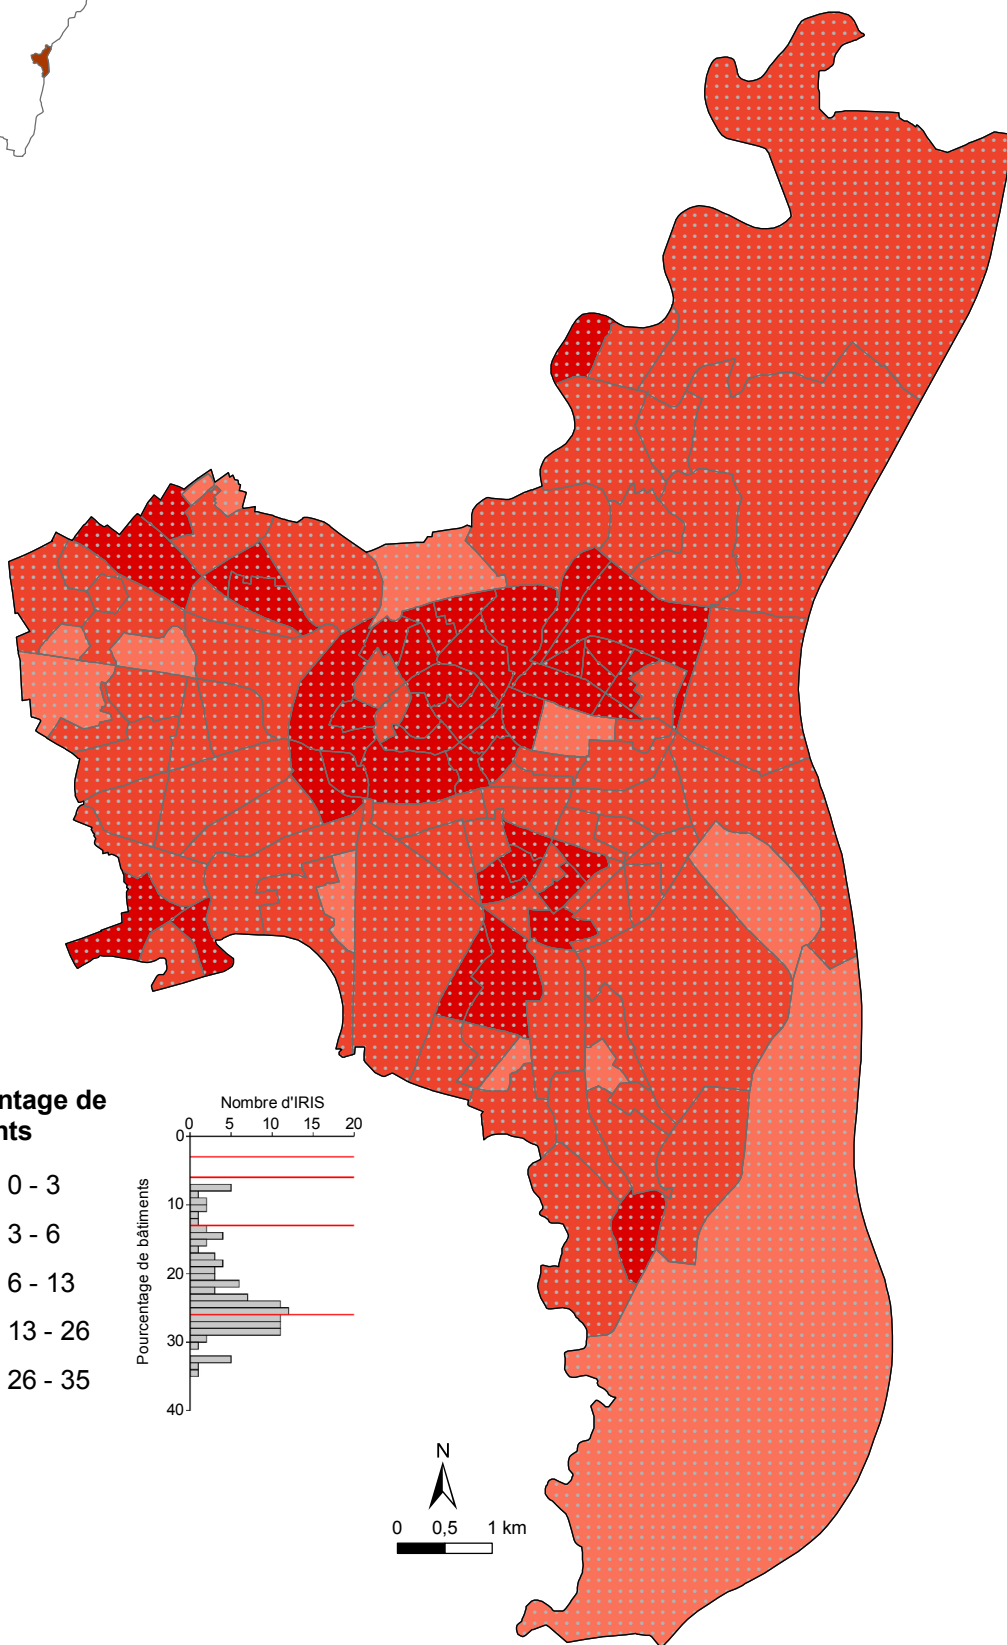 ntage de
nts
0 - 3
3 - 6
6 - 13
13 - 26
26 - 35
Nombre d'IRIS
0 5 10 15 20
Pourcentage de bâtiments
0
10
20
30
40
N
0 0,5 1 km